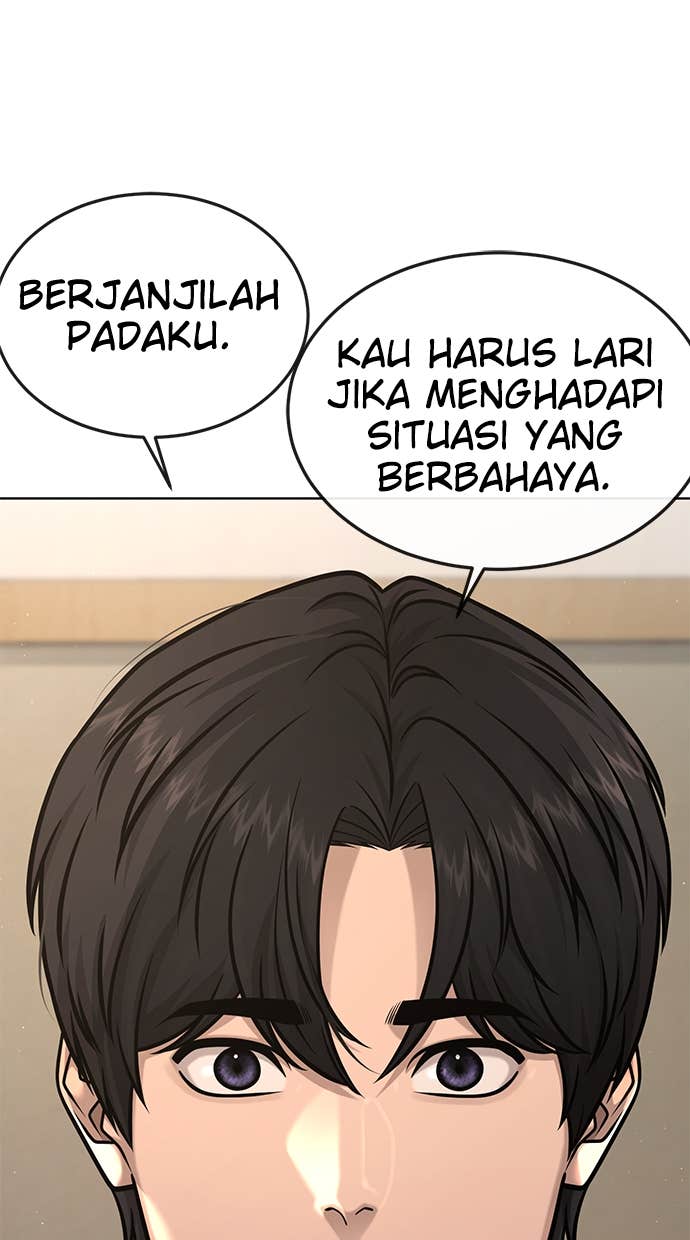 BERJANJILAH
PADAKU.
KAU HARUS LARI
JIKA MENGHADAPI
SITUASI YANG
BERBAHAYA.